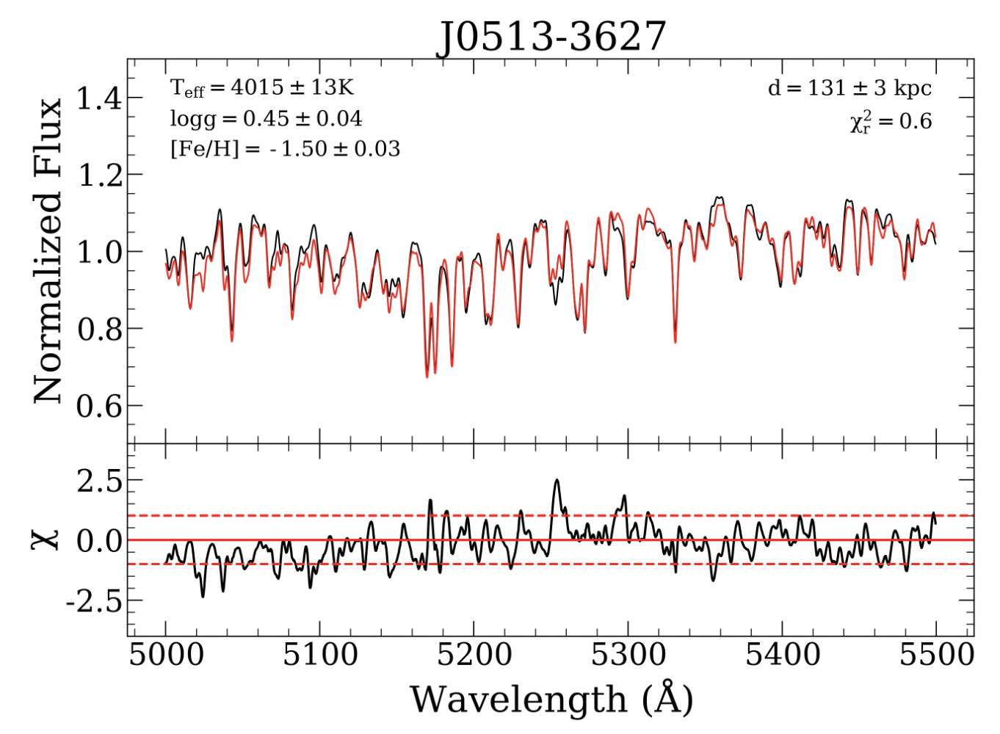 J0513-3627
T_eff = 4015 ± 13K
logg = 0.45 ± 0.04
[Fe/H] = -1.50 ± 0.03
d = 131 ± 3 kpc
χ²_r = 0.6
Normalized Flux
1.4
1.2
1.0
0.8
0.6
χ
2.5
0.0
-2.5
5000 5100 5200 5300 5400 5500
Wavelength (Å)